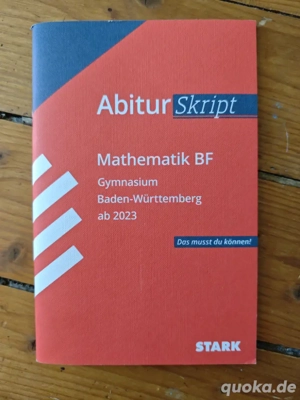 Abitur Skript
Mathematik BF
Gymnasium
Baden-Württemberg
ab 2023
Das musst du können!
STARK
quoka.de